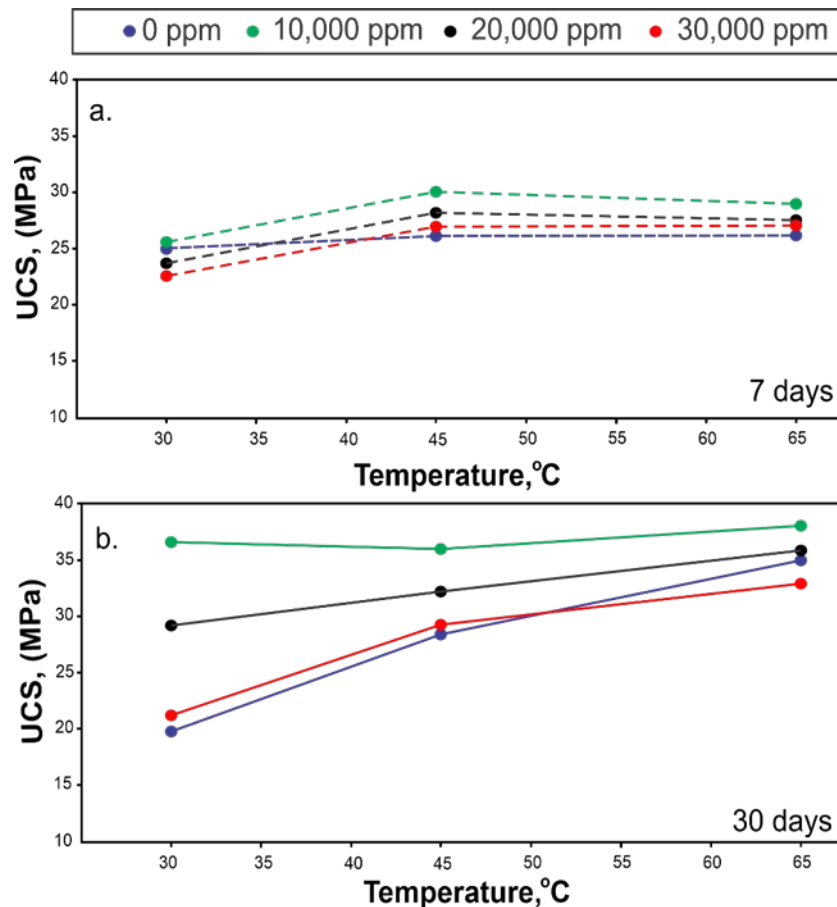 0 ppm 10,000 ppm 20,000 ppm 30,000 ppm
a.
40
35
30
25
20
15
10
UCS, (MPa)
7 days
30 35 40 45 50 55 60 65
Temperature,°C
b.
40
35
30
25
20
15
10
UCS, (MPa)
30 days
30 35 40 45 50 55 60 65
Temperature,°C